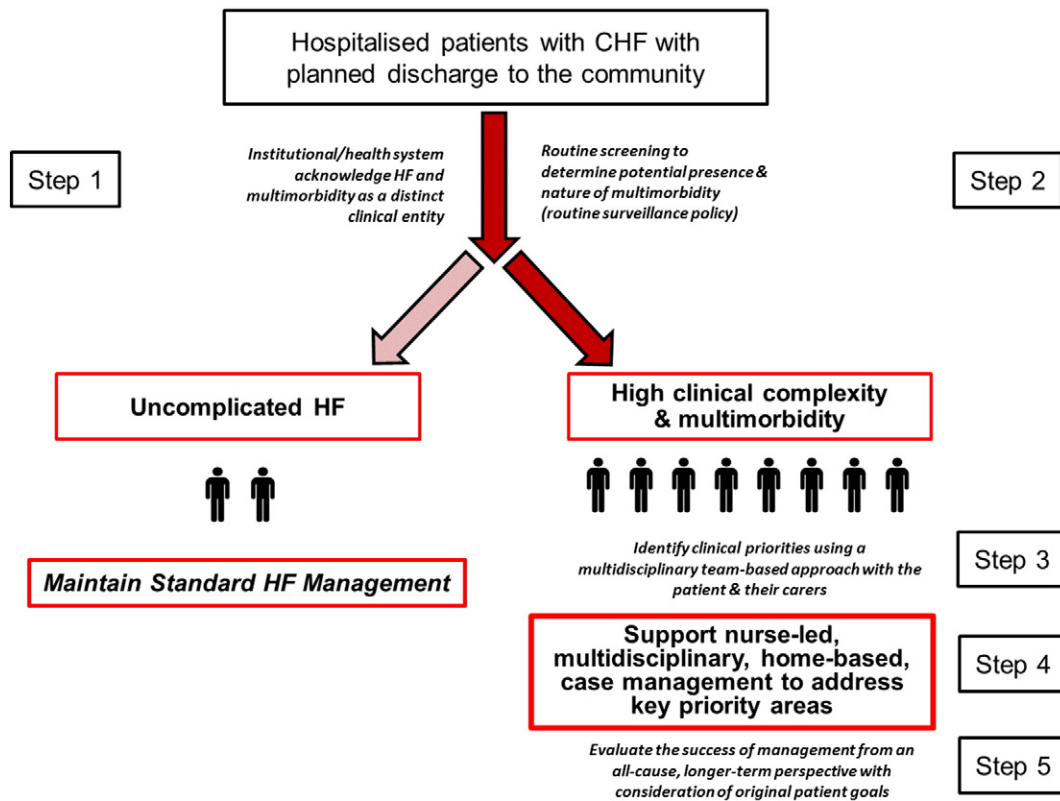 Hospitalised patients with CHF with
planned discharge to the community
Step 1
Institutional/health system
acknowledge HF and
multimorbidity as a distinct
clinical entity
Routine screening to
determine potential presence &
nature of multimorbidity
(routine surveillance policy)
Step 2
Uncomplicated HF
High clinical complexity
& multimorbidity
Maintain Standard HF Management
Identify clinical priorities using a
multidisciplinary team-based approach with the
patient & their carers
Step 3
Support nurse-led,
multidisciplinary, home-based,
case management to address
key priority areas
Step 4
Evaluate the success of management from an
all-cause, longer-term perspective with
consideration of original patient goals
Step 5